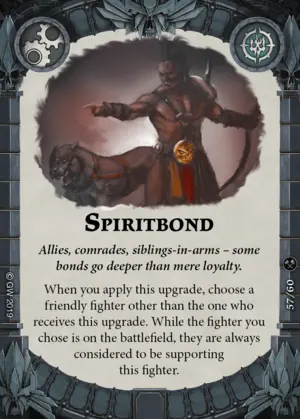 SPIRITBOND
Allies, comrades, siblings-in-arms – some
bonds go deeper than mere loyalty.
When you apply this upgrade, choose a
friendly fighter other than the one who
receives this upgrade. While the fighter you
chose is on the battlefield, they are always
considered to be supporting
this fighter.
©GW 2019
57/60